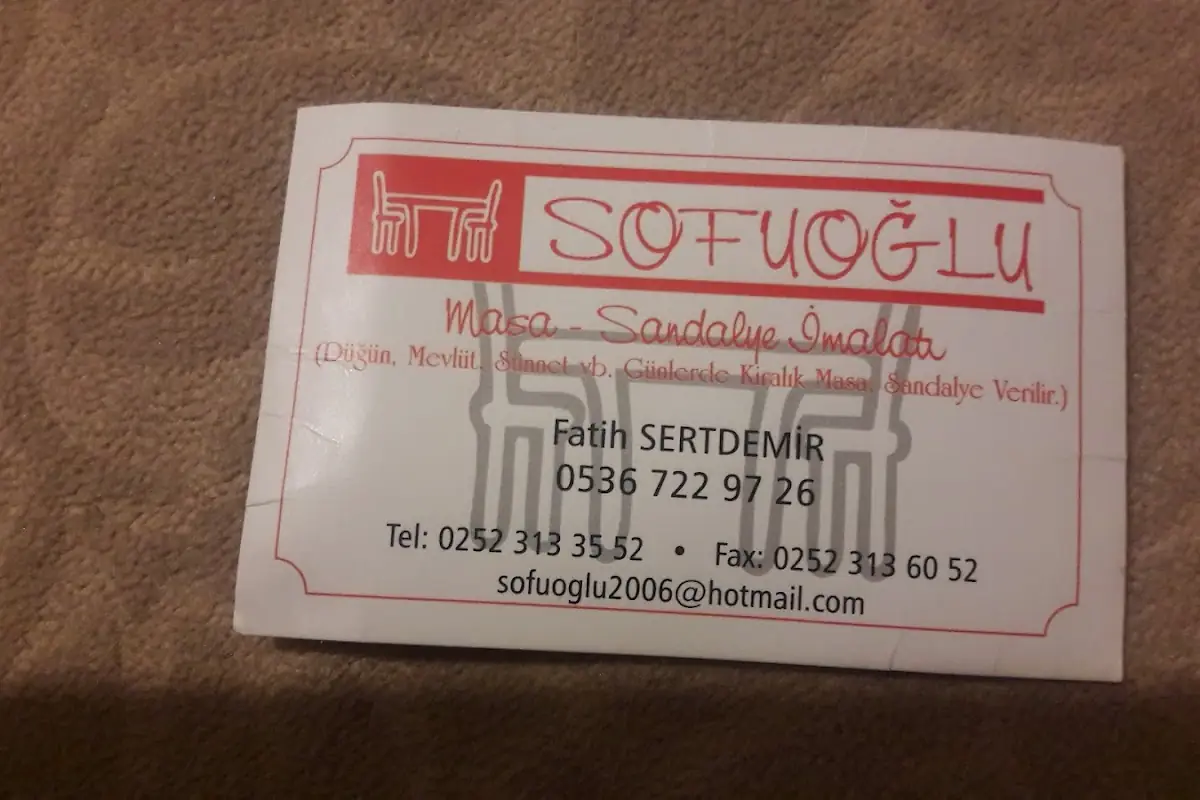 SOFUOĞLU
Masa - Sandalye İmalatı
(Düğün, Mevlüt, Sünnet vb. Günlerde Kiralık Masa, Sandalye Verilir.)
Fatih SERTDEMİR
0536 722 97 26
Tel: 0252 313 35 52 • Fax: 0252 313 60 52
sofuoglu2006@hotmail.com